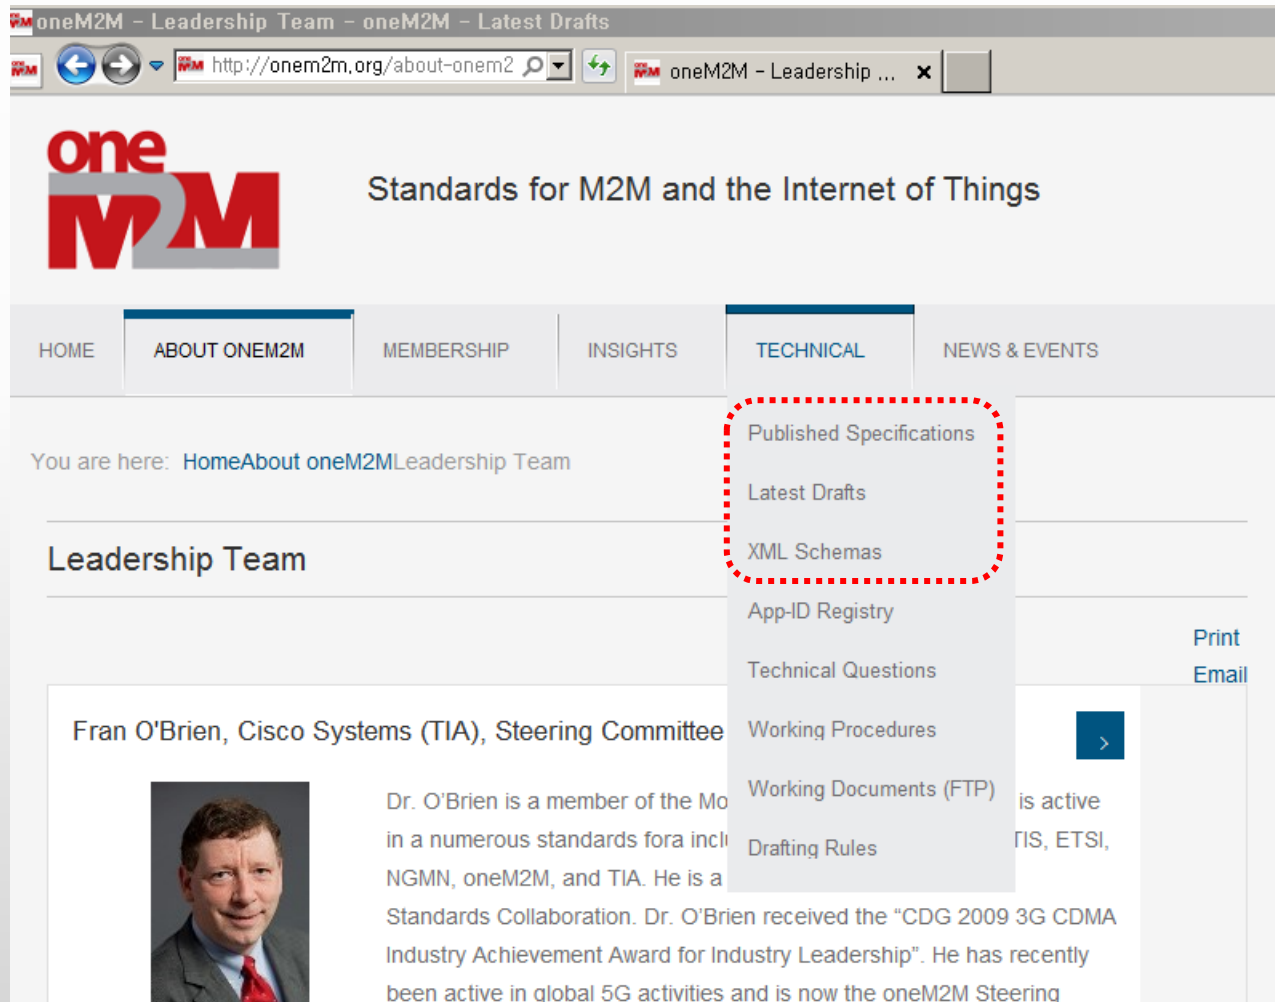 oneM2M - Leadership Team - oneM2M - Latest Drafts
http://onem2m.org/about-onem2
oneM2M - Leadership ...
one
M2M
Standards for M2M and the Internet of Things
HOME
ABOUT ONEM2M
MEMBERSHIP
INSIGHTS
TECHNICAL
NEWS & EVENTS
Published Specifications
Latest Drafts
XML Schemas
App-ID Registry
Technical Questions
Working Procedures
Working Documents (FTP)
Drafting Rules
You are here: HomeAbout oneM2MLeadership Team
Leadership Team
Print
Email
Fran O'Brien, Cisco Systems (TIA), Steering Committee
Dr. O'Brien is a member of the Mo is active
in a numerous standards fora inclu TIS, ETSI,
NGMN, oneM2M, and TIA. He is a
Standards Collaboration. Dr. O'Brien received the “CDG 2009 3G CDMA
Industry Achievement Award for Industry Leadership”. He has recently
been active in global 5G activities and is now the oneM2M Steering